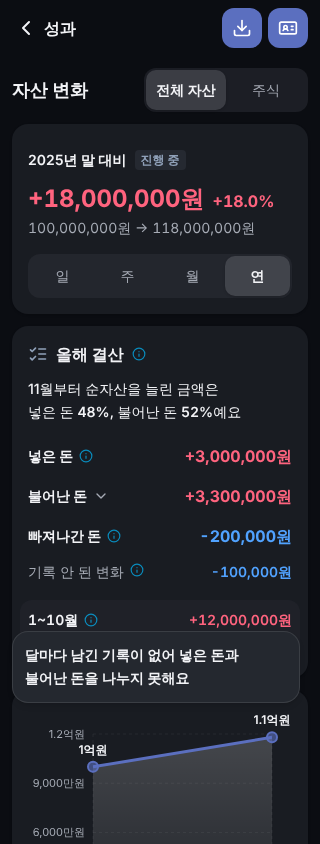 성과
자산 변화
전체 자산
주식
2025년 말 대비 진행 중
+18,000,000원 +18.0%
100,000,000원 → 118,000,000원
일 주 월 연
올해 결산
11월부터 순자산을 늘린 금액은
넣은 돈 48%, 불어난 돈 52%예요
넣은 돈 +3,000,000원
불어난 돈 +3,300,000원
빠져나간 돈 -200,000원
기록 안 된 변화 -100,000원
1~10월 +12,000,000원
달마다 남긴 기록이 없어 넣은 돈과
불어난 돈을 나누지 못해요
1.1억원
1.2억원
1억원
9,000만원
6,000만원